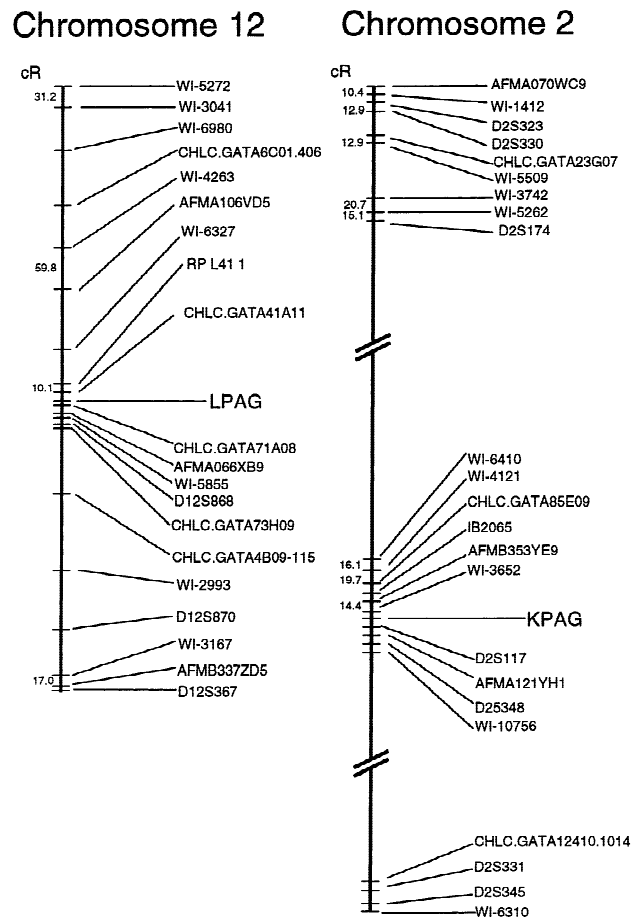 Chromosome 12
cR
31.2
WI-5272
WI-3041
WI-6980
CHLC.GATA6C01.406
WI-4263
AFMA106VD5
59.8
WI-6327
RP L41 1
CHLC.GATA41A11
10.1
LPAG
CHLC.GATA71A08
AFMA066XB9
WI-5855
D12S868
CHLC.GATA73H09
CHLC.GATA4B09-115
WI-2993
D12S870
WI-3167
17.0
AFMB337ZD5
D12S367
Chromosome 2
cR
AFMA070WC9
10.4
WI-1412
12.9
D2S323
D2S330
12.9
CHLC.GATA23G07
WI-5509
WI-3742
20.7
WI-5262
15.1
D2S174
WI-6410
WI-4121
CHLC.GATA85E09
IB2065
AFMB353YE9
16.1
WI-3652
19.7
14.4
KPAG
D2S117
AFMA121YH1
D25348
WI-10756
CHLC.GATA12410.1014
D2S331
D2S345
WI-6310